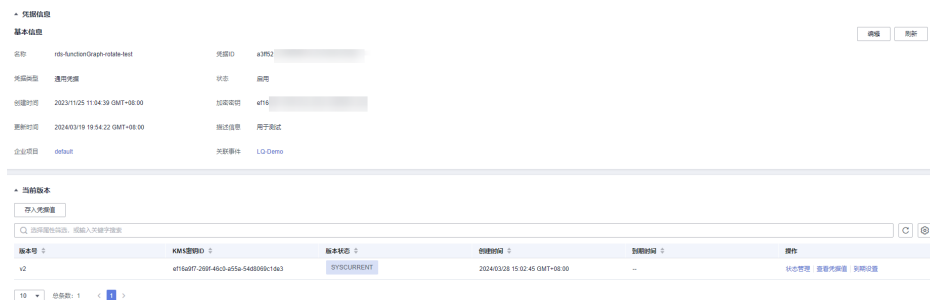 凭据信息
基本信息
编辑 刷新
名称 rds-functionGraph-rotate-test 凭据ID a3f52
凭据类型 通用凭据 状态 启用
创建时间 2023/11/25 11:04:39 GMT+08:00 加密密钥 ef16
更新时间 2024/03/19 19:54:22 GMT+08:00 描述信息 用于测试
企业项目 default 关联事件 LQ-Demo
当前版本
存入凭据值
选择属性筛选，或输入关键字搜索
版本号 KMS密钥ID 版本状态 创建时间 到期时间 操作
v2 ef16a9f7-269f-46c0-a55a-54d8069c1de3 SYSCURRENT 2024/03/28 15:02:45 GMT+08:00 -- 状态管理 | 查看凭据值 | 到期设置
10 总条数：1 < 1 >